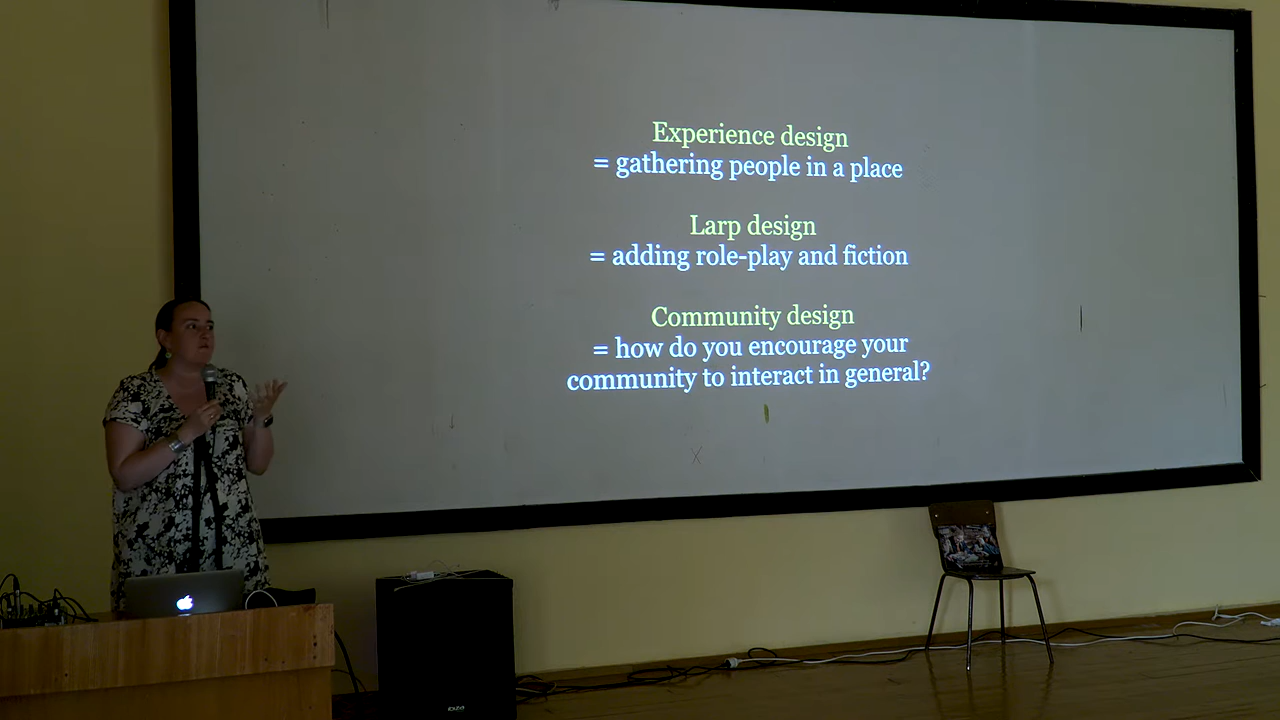 Experience design
= gathering people in a place
Larp design
= adding role-play and fiction
Community design
= how do you encourage your
community to interact in general?